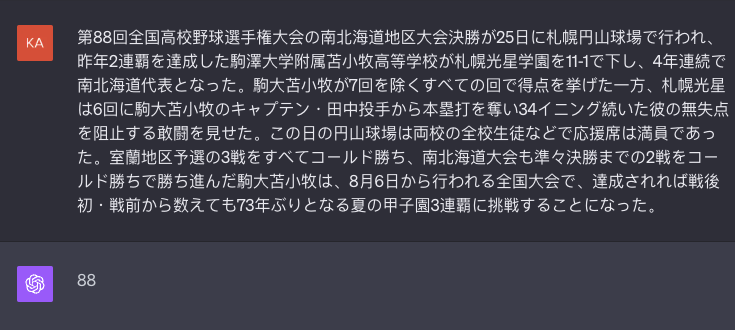 KA
第88回全国高校野球選手権大会の南北海道地区大会決勝が25日に札幌円山球場で行われ、
昨年2連覇を達成した駒澤大学附属苫小牧高等学校が札幌光星学園を11-1で下し、4年連続で
南北海道代表となった。駒大苫小牧が7回を除くすべての回で得点を挙げた一方、札幌光星
は6回に駒大苫小牧のキャプテン・田中投手から本塁打を奪い34イニング続いた彼の無失点
を阻止する敢闘を見せた。この日の円山球場は両校の全校生徒などで応援席は満員であっ
た。室蘭地区予選の3戦をすべてコールド勝ち、南北海道大会も準々決勝までの2戦をコー
ルド勝ちで勝ち進んだ駒大苫小牧は、8月6日から行われる全国大会で、達成されれば戦後
初・戦前から数えても73年ぶりとなる夏の甲子園3連覇に挑戦することになった。
88